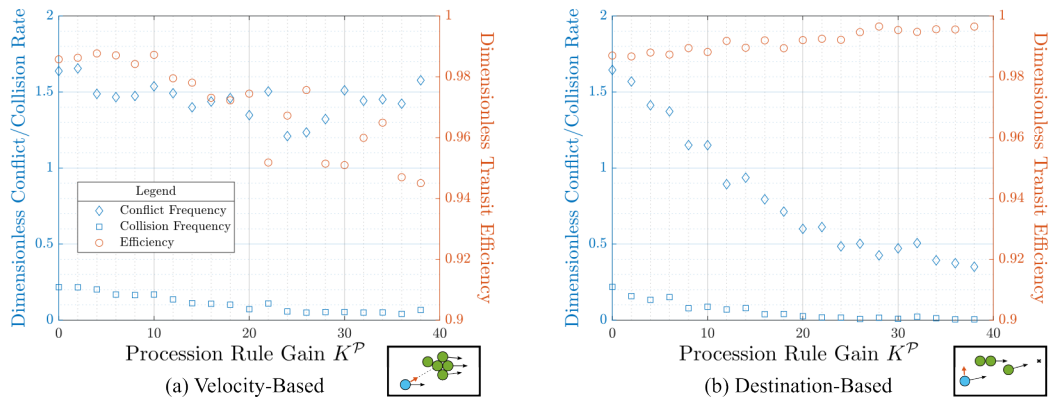 Dimensionless Conflict/Collision Rate
2
1.5
1
0.5
0
1
0.98
0.96
0.94
0.92
0.9
Dimensionless Transit Efficiency
Legend
Conflict Frequency
Collision Frequency
Efficiency
0
10
20
30
40
Procession Rule Gain K^𝒫
(a) Velocity-Based
Dimensionless Conflict/Collision Rate
2
1.5
1
0.5
0
1
0.98
0.96
0.94
0.92
0.9
Dimensionless Transit Efficiency
0
10
20
30
40
Procession Rule Gain K^𝒫
(b) Destination-Based